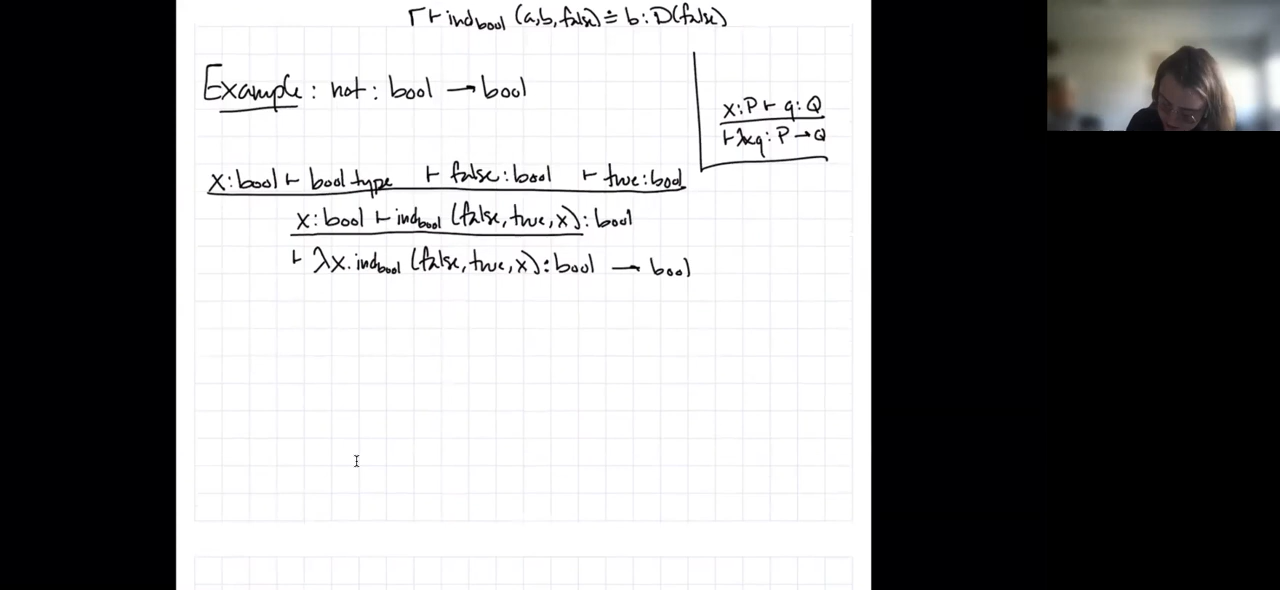 Γ ⊢ ind_bool (a, b, false) ≐ b : D(false)
Example : not : bool → bool
x : P ⊢ q : Q
⊢ λx.q : P → Q
x : bool ⊢ bool type ⊢ false : bool ⊢ true : bool
x : bool ⊢ ind_bool (false, true, x) : bool
⊢ λx. ind_bool (false, true, x) : bool → bool